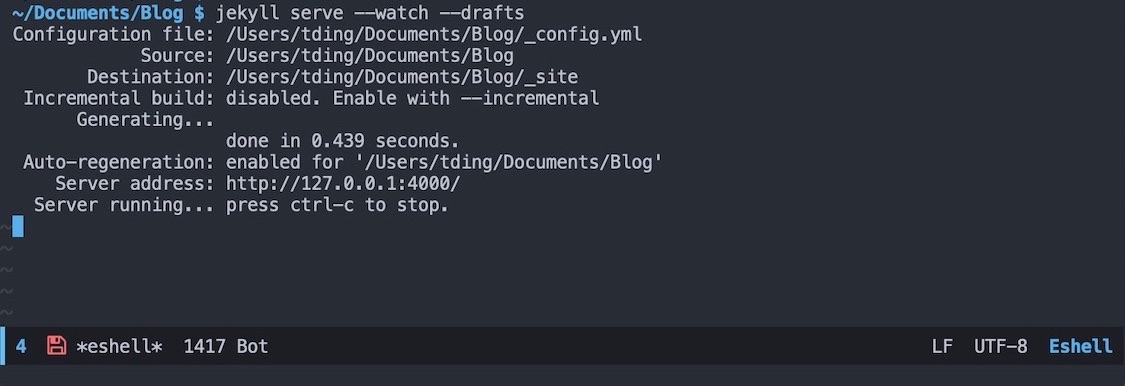 ~/Documents/Blog $ jekyll serve --watch --drafts
Configuration file: /Users/tding/Documents/Blog/_config.yml
Source: /Users/tding/Documents/Blog
Destination: /Users/tding/Documents/Blog/_site
Incremental build: disabled. Enable with --incremental
Generating...
done in 0.439 seconds.
Auto-regeneration: enabled for '/Users/tding/Documents/Blog'
Server address: http://127.0.0.1:4000/
Server running... press ctrl-c to stop.
~
~
~
~
~
4 *eshell* 1417 Bot LF UTF-8 Eshell